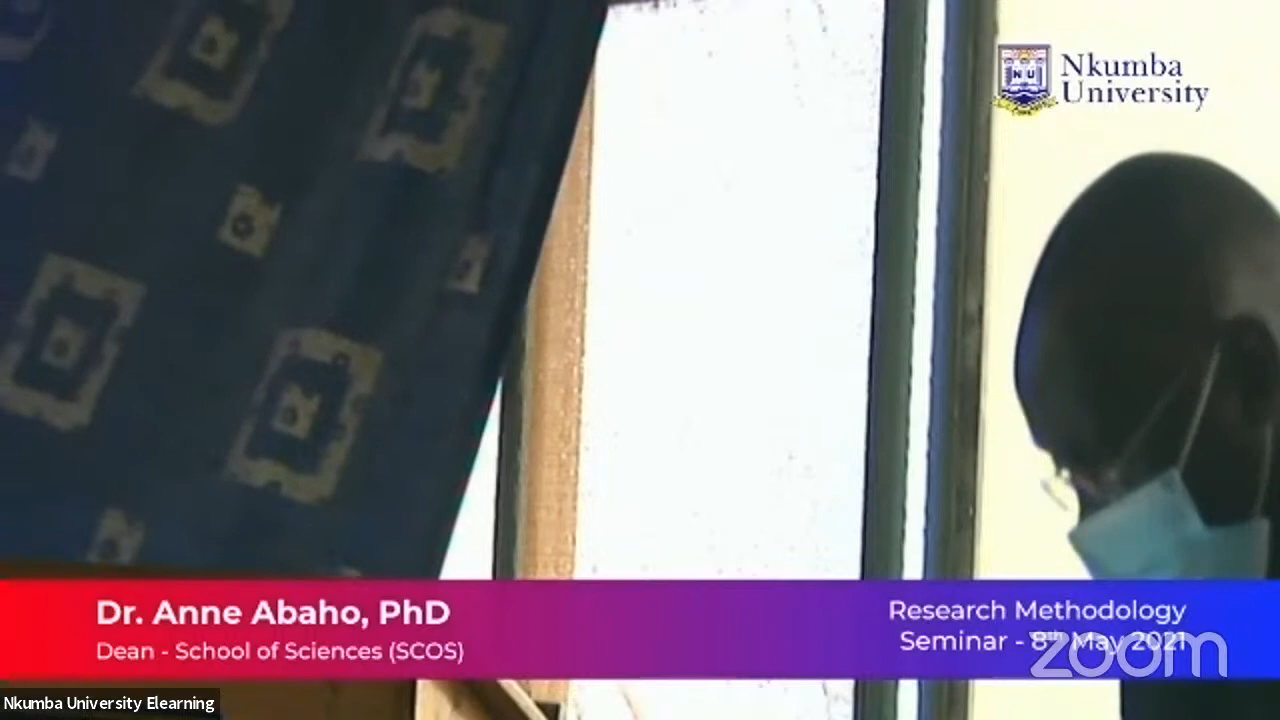 NU
Nkumba
University
Dr. Anne Abaho, PhD
Dean - School of Sciences (SCOS)
Research Methodology
Seminar - 8th May 2021
zoom
Nkumba University Elearning